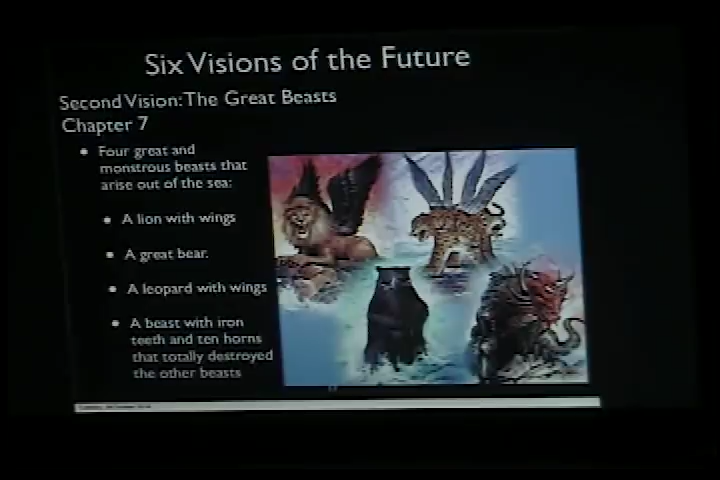 Six Visions of the Future
Second Vision: The Great Beasts
Chapter 7
• Four great and
monstrous beasts that
arise out of the sea:
• A lion with wings
• A great bear.
• A leopard with wings
• A beast with iron
teeth and ten horns
that totally destroyed
the other beasts